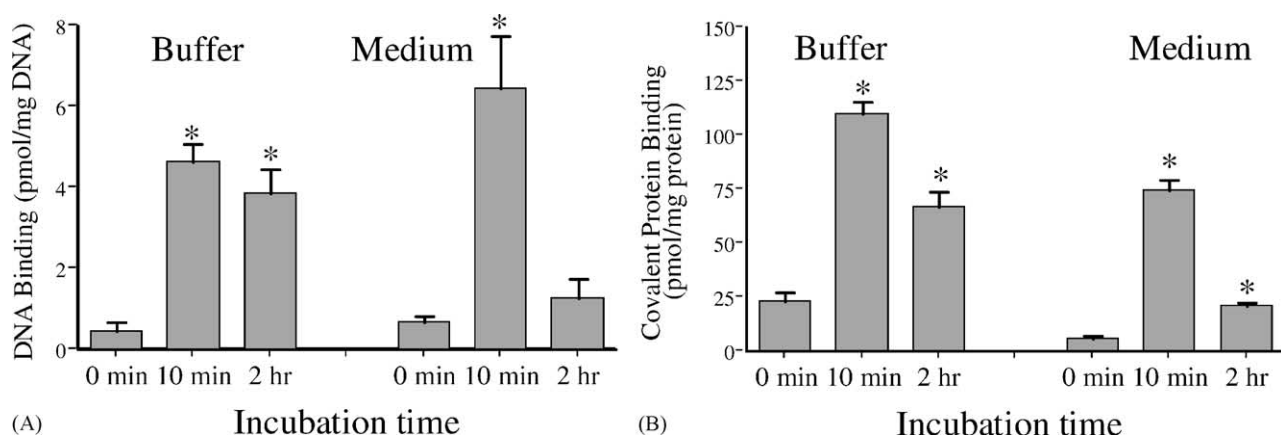 DNA Binding (pmol/mg DNA)
8
6
4
2
0
Buffer Medium
*
*
*
0 min 10 min 2 hr 0 min 10 min 2 hr
(A) Incubation time
Covalent Protein Binding
(pmol/mg protein)
150
125
100
75
50
25
0
Buffer Medium
*
*
*
*
0 min 10 min 2 hr 0 min 10 min 2 hr
(B) Incubation time